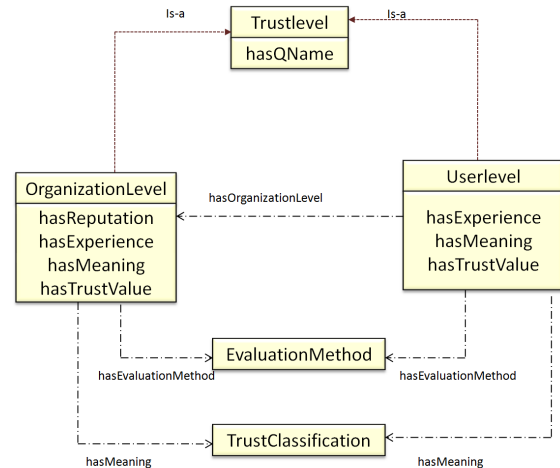 Is-a
Trustlevel
Is-a
hasQName
OrganizationLevel
hasReputation
hasExperience
hasMeaning
hasTrustValue
hasOrganizationLevel
Userlevel
hasExperience
hasMeaning
hasTrustValue
EvaluationMethod
hasEvaluationMethod
hasEvaluationMethod
TrustClassification
hasMeaning
hasMeaning